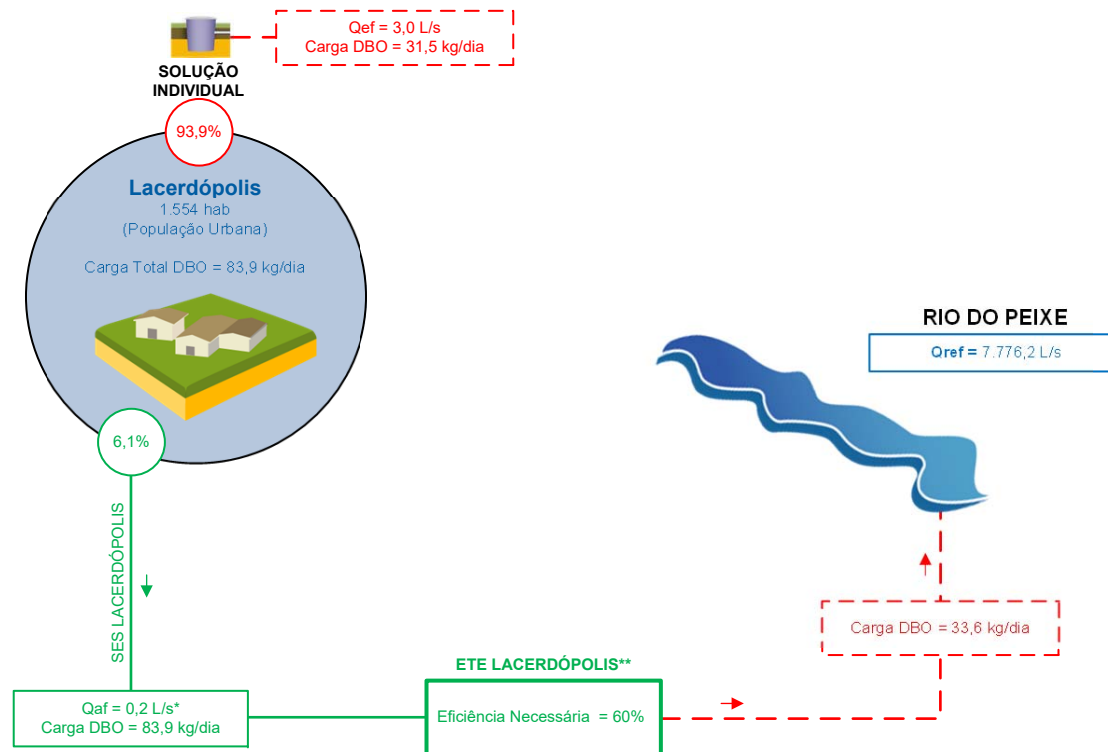 Qef = 3,0 L/s
Carga DBO = 31,5 kg/dia
SOLUÇÃO
INDIVIDUAL
93,9%
Lacerdópolis
1.554 hab
(População Urbana)
Carga Total DBO = 83,9 kg/dia
6,1%
SES LACERDÓPOLIS
Qaf = 0,2 L/s*
Carga DBO = 83,9 kg/dia
ETE LACERDÓPOLIS**
Eficiência Necessária = 60%
RIO DO PEIXE
Qref = 7.776,2 L/s
Carga DBO = 33,6 kg/dia